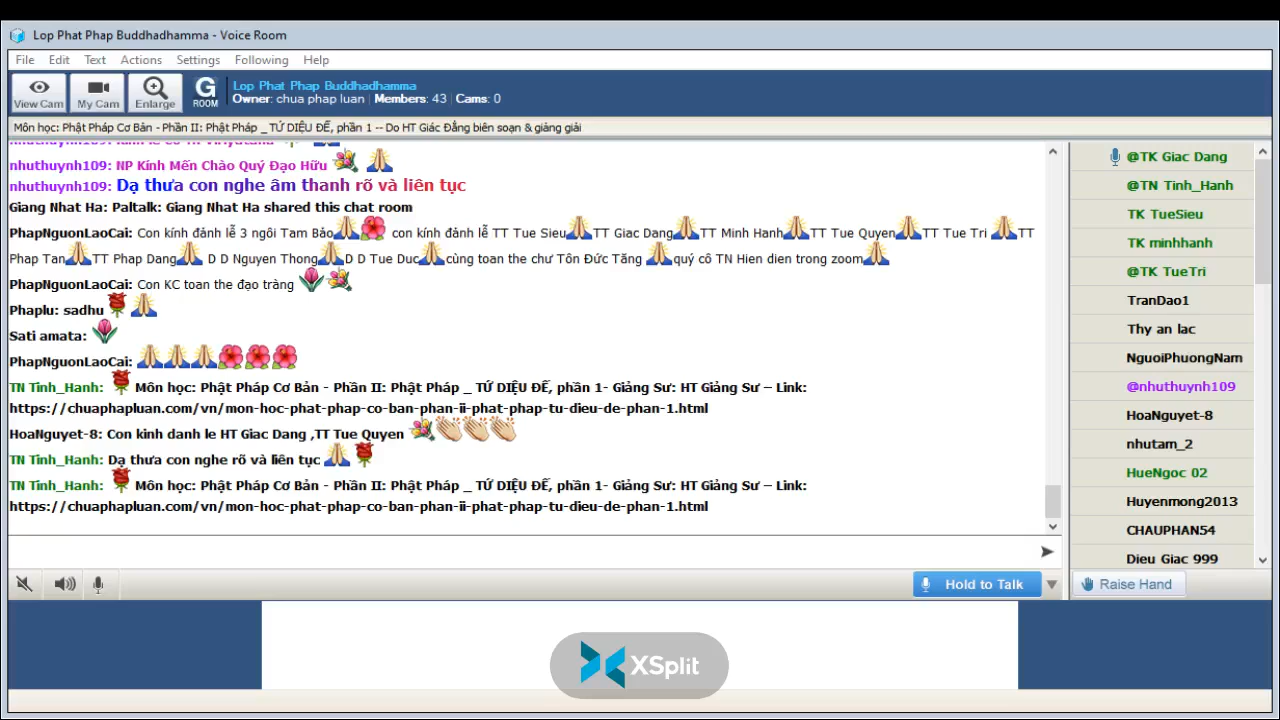 Lop Phat Phap Buddhadhamma - Voice Room
File Edit Text Actions Settings Following Help
View Cam
My Cam
Enlarge
G ROOM
Lop Phat Phap Buddhadhamma
Owner: chua phap luan | Members: 43 | Cams: 0
Môn học: Phật Pháp Cơ Bản - Phần II: Phật Pháp _ TỨ DIỆU ĐẾ, phần 1 -- Do HT Giác Đẳng biên soạn & giảng giải
nhuthuynh109: NP Kính Mến Chào Quý Đạo Hữu
nhuthuynh109: Dạ thưa con nghe âm thanh rõ và liên tục
Giang Nhat Ha: Paltalk: Giang Nhat Ha shared this chat room
PhapNguonLaoCai: Con kính đảnh lễ 3 ngôi Tam Bảo con kính đảnh lễ TT Tue Sieu TT Giac Dang TT Minh Hanh TT Tue Quyen TT Tue Tri TT
Phap Tan TT Phap Dang D D Nguyen Thong D D Tue Duc cùng toan the chư Tôn Đức Tăng quý cô TN Hien dien trong zoom
PhapNguonLaoCai: Con KC toan the đạo tràng
Phaplu: sadhu
Sati amata:
PhapNguonLaoCai:
TN Tinh_Hanh: Môn học: Phật Pháp Cơ Bản - Phần II: Phật Pháp _ TỨ DIỆU ĐẾ, phần 1- Giảng Sư: HT Giảng Sư – Link:
https://chuaphapluan.com/vn/mon-hoc-phat-phap-co-ban-phan-ii-phat-phap-tu-dieu-de-phan-1.html
HoaNguyet-8: Con kinh danh le HT Giac Dang ,TT Tue Quyen
TN Tinh_Hanh: Dạ thưa con nghe rõ và liên tục
TN Tinh_Hanh: Môn học: Phật Pháp Cơ Bản - Phần II: Phật Pháp _ TỨ DIỆU ĐẾ, phần 1- Giảng Sư: HT Giảng Sư – Link:
https://chuaphapluan.com/vn/mon-hoc-phat-phap-co-ban-phan-ii-phat-phap-tu-dieu-de-phan-1.html
@TK Giac Dang
@TN Tinh_Hanh
TK TueSieu
TK minhhanh
@TK TueTri
TranDao1
Thy an lac
NguoiPhuongNam
@nhuthuynh109
HoaNguyet-8
nhutam_2
HueNgoc 02
Huyenmong2013
CHAUPHAN54
Dieu Giac 999
Hold to Talk
Raise Hand
XSplit